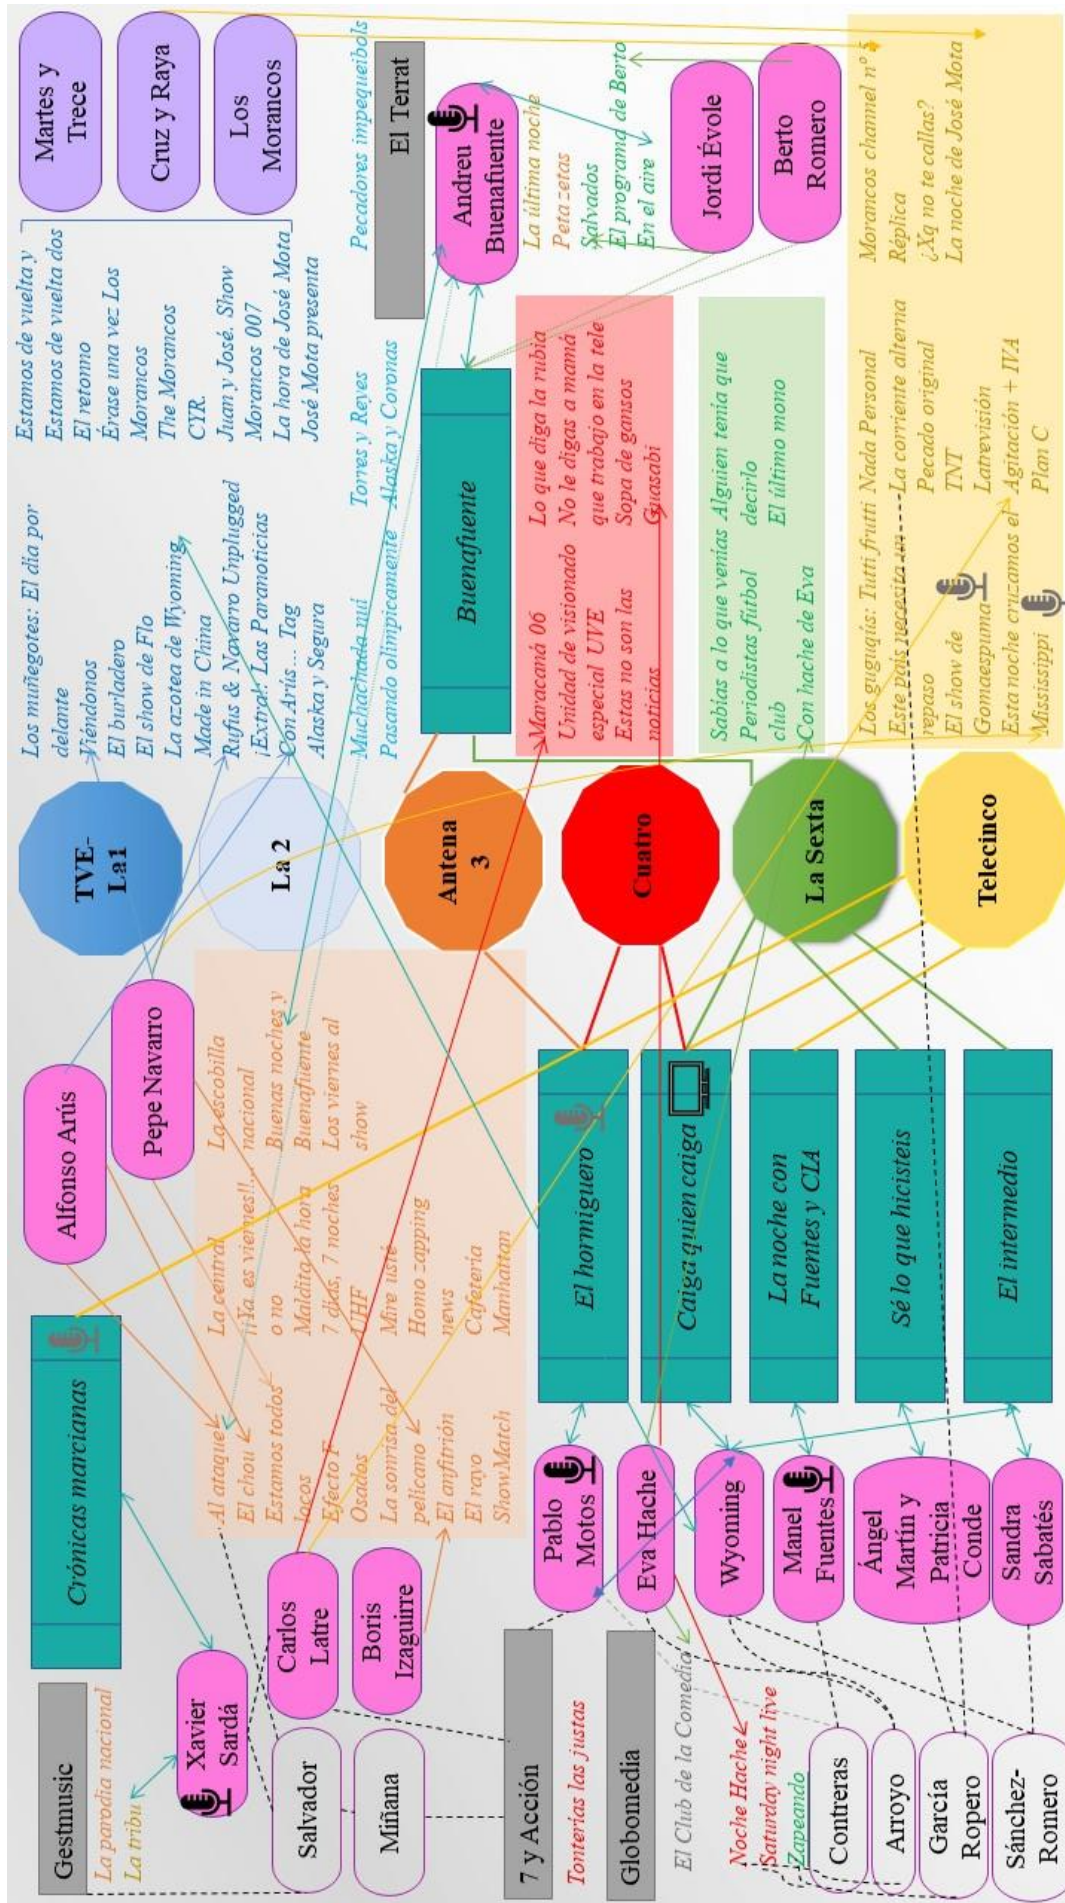 Gestmusic
La parodia nacional
La tribu
Xavier
Sardá
Salvador
Miñana
Carlos
Latre
Boris
Izaguirre
7 y Acción
Tonterías las justas
Globomedia
El Club de la Comedia
Noche Hache
Saturday night live
Zapeando
Contreras
Arroyo
García
Ropero
Sánchez-
Romero
Pablo
Motos
Eva Hache
Wyoming
Manel
Fuentes
Ángel
Martín y
Patricia
Conde
Sandra
Sabatés
Crónicas marcianas
Al ataque
El chou
Estamos todos
locos
Efecto F
Osados
La sonrisa del
pelícano
El anfitrión
El rayo
ShowMatch
La central
¡¡Ya es viernes!!...
o no
Maldita la hora
7 días, 7 noches
UHF
Mire usté
Homo zapping
news
Cafetería
Manhattan
La escobilla
nacional
Buenas noches y
Buenafuente
Los viernes al
show
El hormiguero
Caiga quien caiga
La noche con
Fuentes y CIA
Sé lo que hicisteis
El intermedio
Alfonso Arús
Pepe Navarro
TVE-
La1
La 2
Antena
3
Cuatro
La Sexta
Telecinco
Los muñegotes: El día por
delante
Viéndonos
El burladero
El show de Flo
La azotea de Wyoming
Made in China
Rufus & Navarro Unplugged
¡Extra!: Las Paranoticias
Con Arús… Tag
Alaska y Segura
Estamos de vuelta y
Estamos de vuelta dos
El retonno
Érase una vez Los
Morancos
The Morancos
CTR
Juan y José. Show
Morancos 007
La hora de José Mota
José Mota presenta
Martes y
Trece
Cruz y Raya
Los
Morancos
Muchachada nui
Pasando olímpicamente
Torres y Reyes
Alaska y Coronas
Pecadores impequeibols
Buenafuente
El Terrat
Andreu
Buenafuente
La última noche
Peta zetas
Salvados
El programa de Berto
En el aire
Jordi Évole
Berto
Romero
Maracaná 06
Unidad de visionado
especial UVE
Estas no son las
noticias
Lo que diga la rubia
No le digas a mamá
que trabajo en la tele
Sopa de gansos
Guasabi
Sabías a lo que venías
Periodistas fútbol
club
Con hache de Eva
Alguien tenía que
decirlo
El último mono
Los guguqús: Tutti frutti
Este país necesita un
repaso
El show de
Gomaespuma
Esta noche cruzamos el
Mississippi
Nada Personal
La corriente alterna
Pecado original
TNT
Latrevisión
Agitación + IVA
Plan C
Morancos channel nº 5
Réplica
¿Xq no te callas?
La noche de José Mota